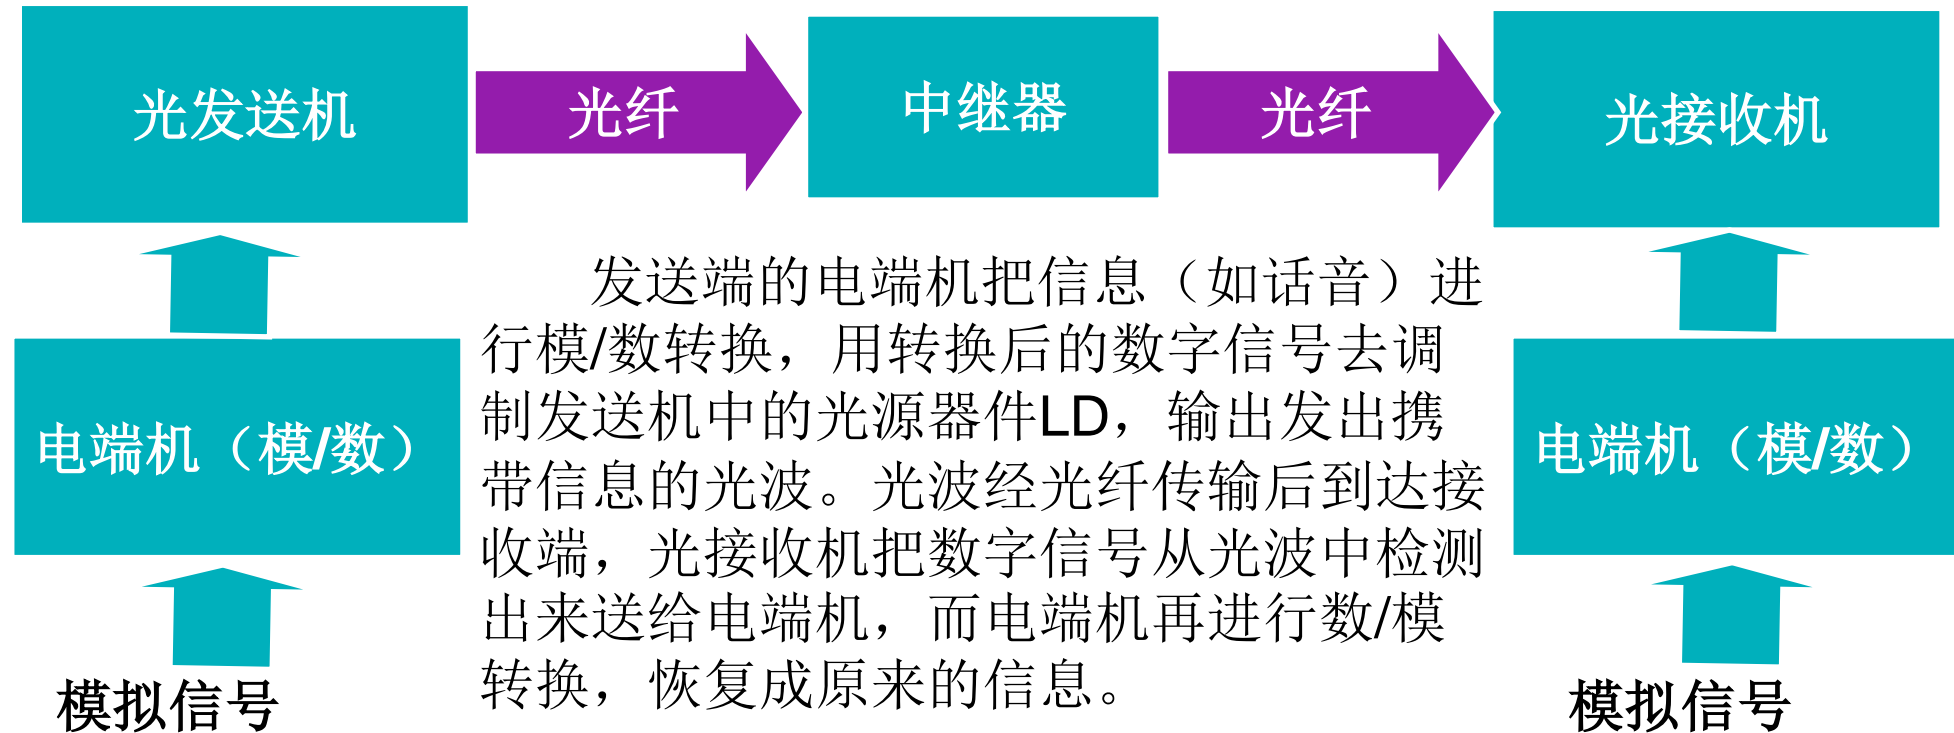 光发送机
光纤
中继器
光纤
光接收机
发送端的电端机把信息（如话音）进
行模/数转换，用转换后的数字信号去调
制发送机中的光源器件LD，输出发出携
带信息的光波。光波经光纤传输后到达接
收端，光接收机把数字信号从光波中检测
出来送给电端机，而电端机再进行数/模
转换，恢复成原来的信息。
电端机（模/数）
电端机（模/数）
模拟信号
模拟信号